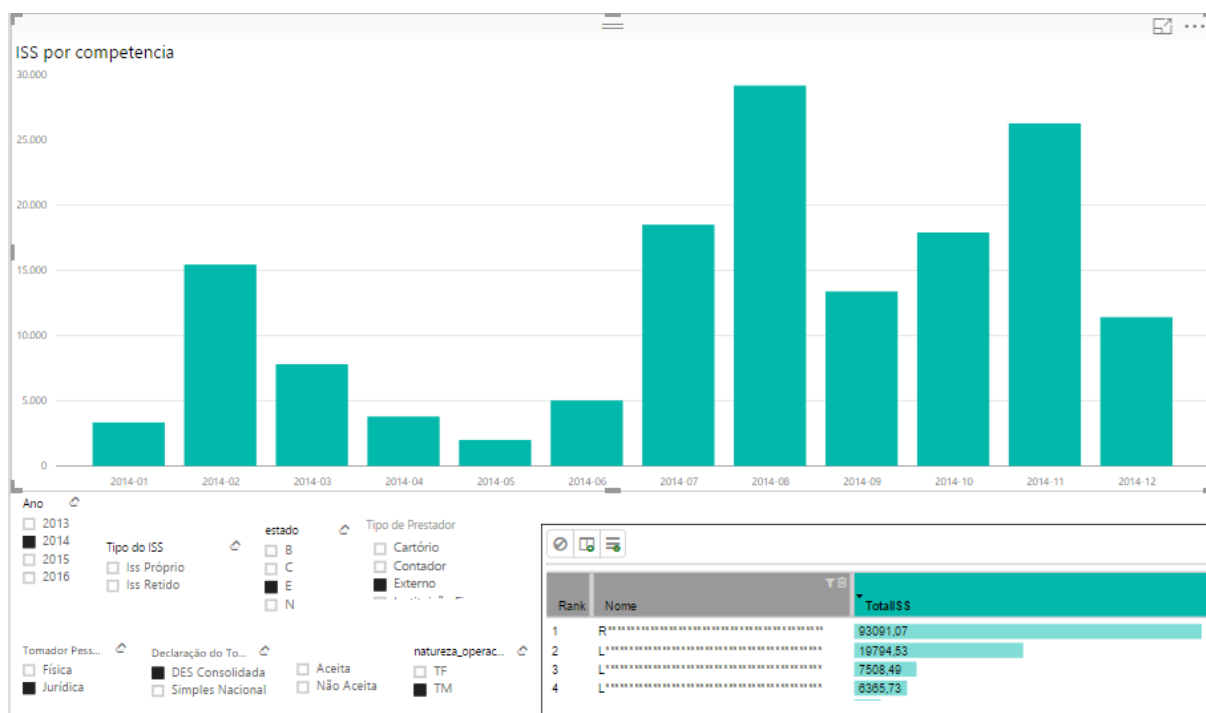 ISS por competencia
30.000
25.000
20.000
15.000
10.000
5.000
0
2014-01 2014-02 2014-03 2014-04 2014-05 2014-06 2014-07 2014-08 2014-09 2014-10 2014-11 2014-12
Ano
2013
2014
2015
2016
Tipo do ISS
Iss Próprio
Iss Retido
estado
B
C
E
N
Tipo de Prestador
Cartório
Contador
Externo
Tomador Pess...
Física
Jurídica
Declaração do To...
DES Consolidada
Simples Nacional
Aceita
Não Aceita
natureza_operac...
TF
TM
Rank Nome TotalISS
1 R********************************************* 93091,07
2 L********************************************* 19794,53
3 L********************************************* 7508,49
4 L********************************************* 6365,73